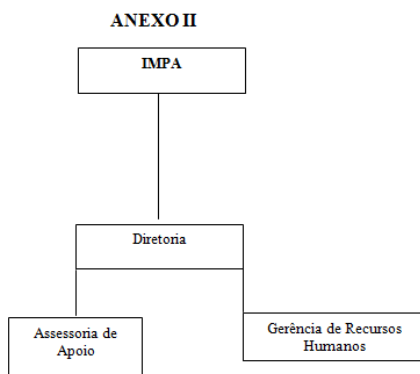 ANEXO II
IMPA
Diretoria
Assessoria de
Apoio
Gerência de Recursos
Humanos